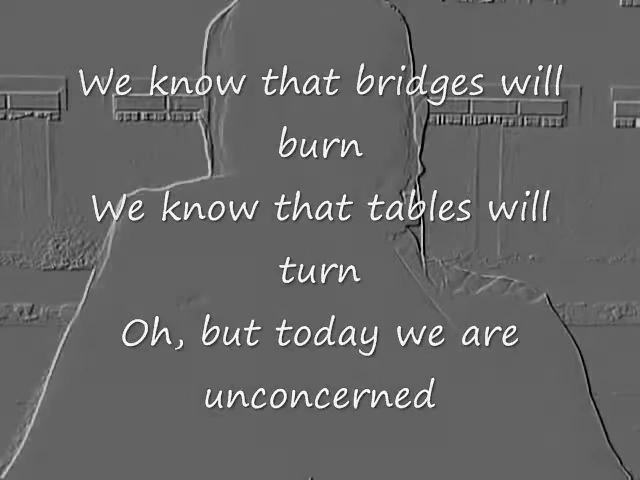 We know that bridges will
burn
We know that tables will
turn
Oh, but today we are
unconcerned